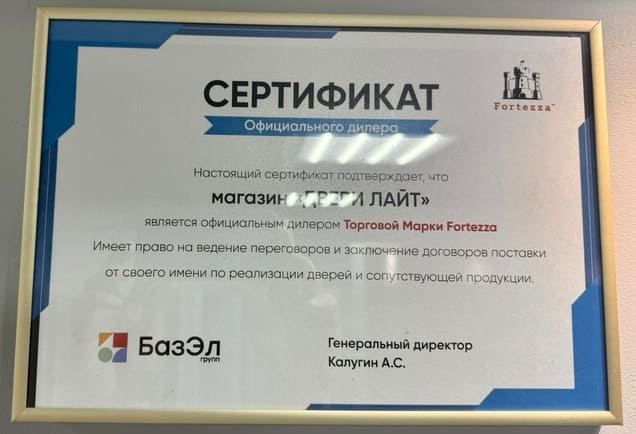 СЕРТИФИКАТ
Официального дилера
Fortezza™
Настоящий сертификат подтверждает, что
магазин «ДВЕРИ ЛАЙТ»
является официальным дилером Торговой Марки Fortezza
Имеет право на ведение переговоров и заключение договоров поставки
от своего имени по реализации дверей и сопутствующей продукции.
БазЭл
групп
Генеральный директор
Калугин А.С.